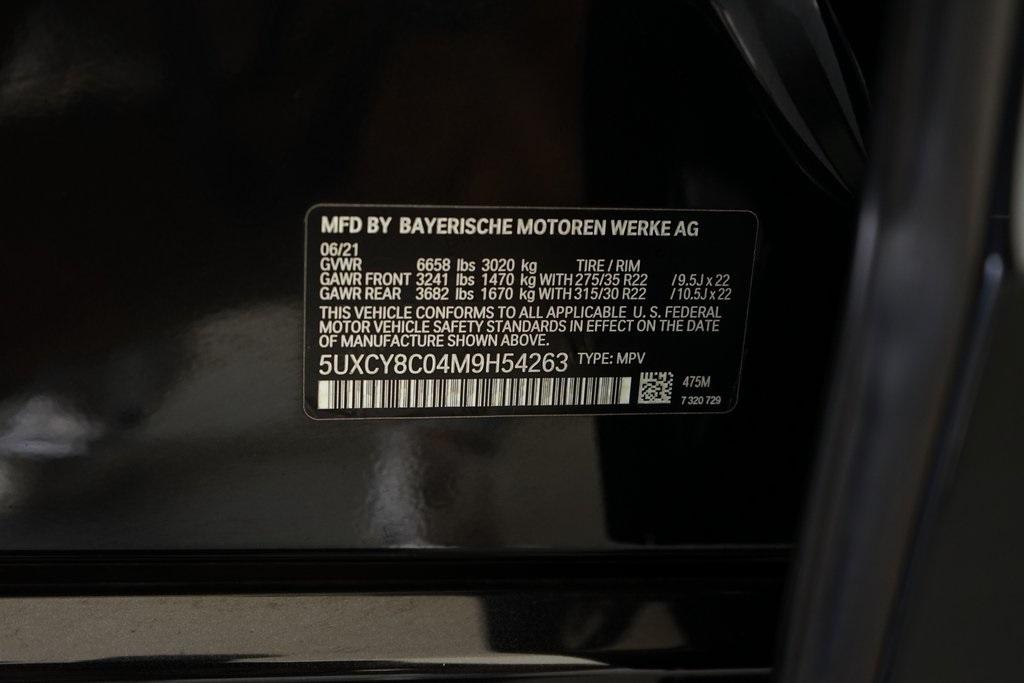 MFD BY BAYERISCHE MOTOREN WERKE AG
06/21
GVWR 6658 lbs 3020 kg TIRE / RIM
GAWR FRONT 3241 lbs 1470 kg WITH 275/35 R22 / 9.5J x 22
GAWR REAR 3682 lbs 1670 kg WITH 315/30 R22 / 10.5J x 22
THIS VEHICLE CONFORMS TO ALL APPLICABLE U. S. FEDERAL
MOTOR VEHICLE SAFETY STANDARDS IN EFFECT ON THE DATE
OF MANUFACTURE SHOWN ABOVE.
5UXCY8C04M9H54263 TYPE: MPV
475M
7 320 729